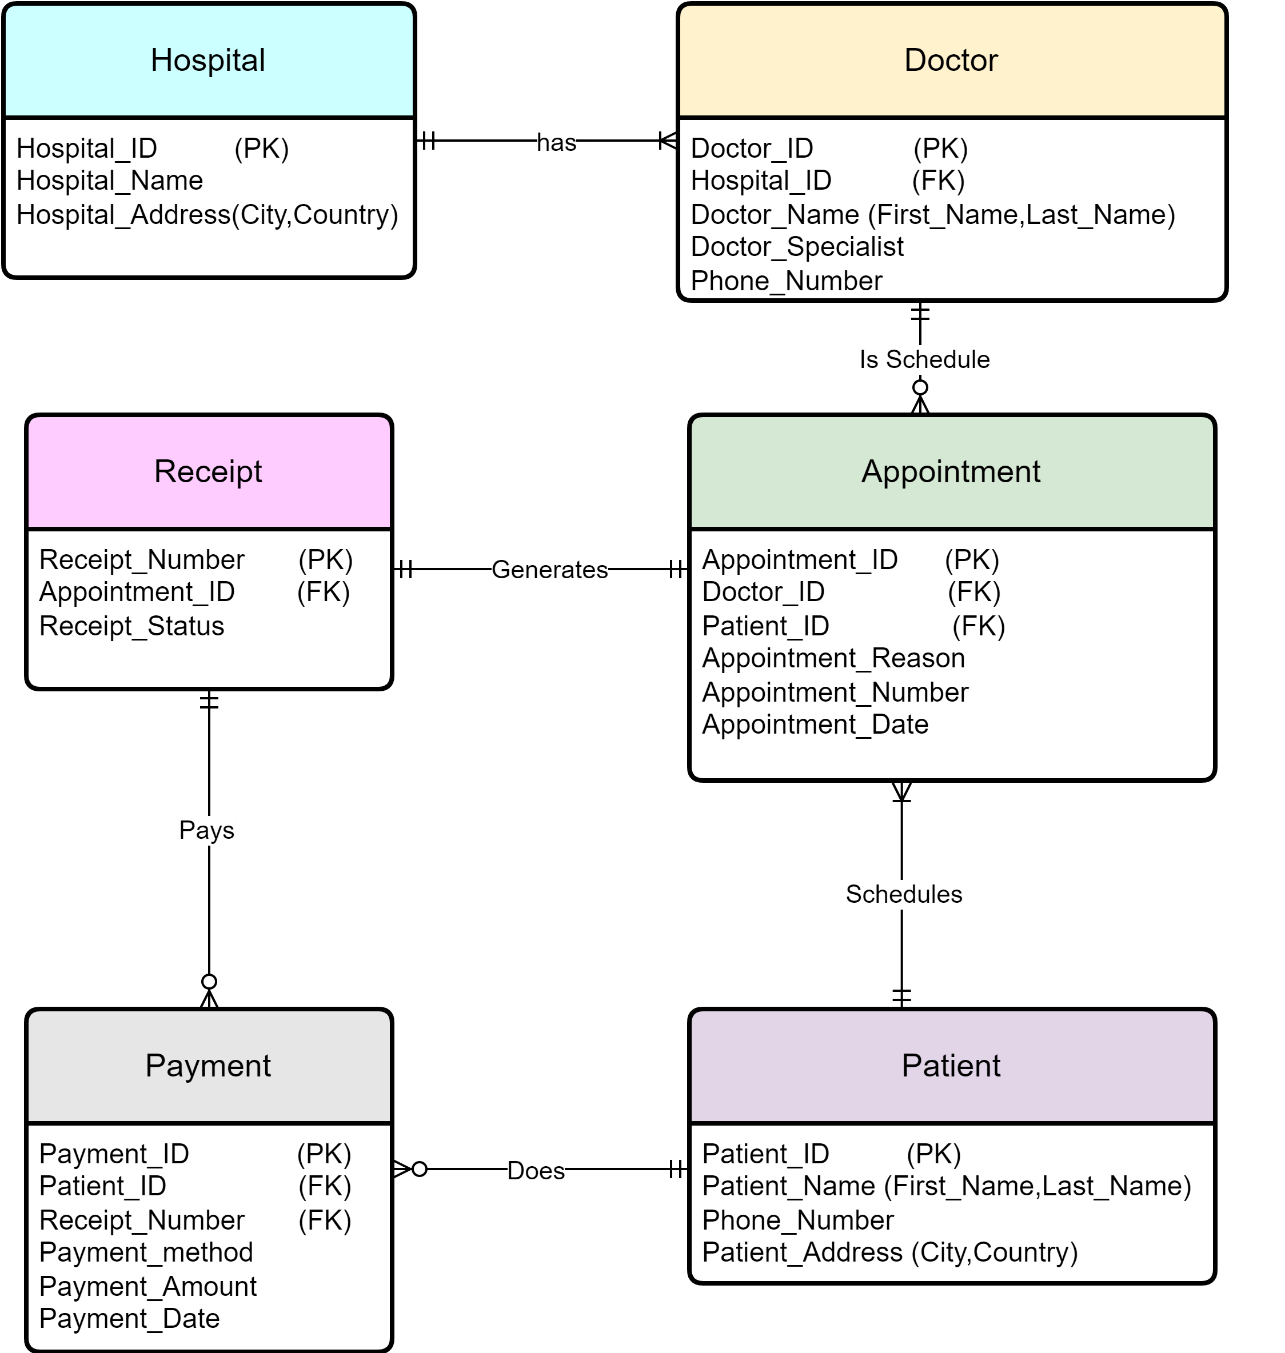 Hospital
Hospital_ID (PK)
Hospital_Name
Hospital_Address(City,Country)
has
Doctor
Doctor_ID (PK)
Hospital_ID (FK)
Doctor_Name (First_Name,Last_Name)
Doctor_Specialist
Phone_Number
Is Schedule
Receipt
Receipt_Number (PK)
Appointment_ID (FK)
Receipt_Status
Generates
Appointment
Appointment_ID (PK)
Doctor_ID (FK)
Patient_ID (FK)
Appointment_Reason
Appointment_Number
Appointment_Date
Pays
Schedules
Payment
Payment_ID (PK)
Patient_ID (FK)
Receipt_Number (FK)
Payment_method
Payment_Amount
Payment_Date
Does
Patient
Patient_ID (PK)
Patient_Name (First_Name,Last_Name)
Phone_Number
Patient_Address (City,Country)